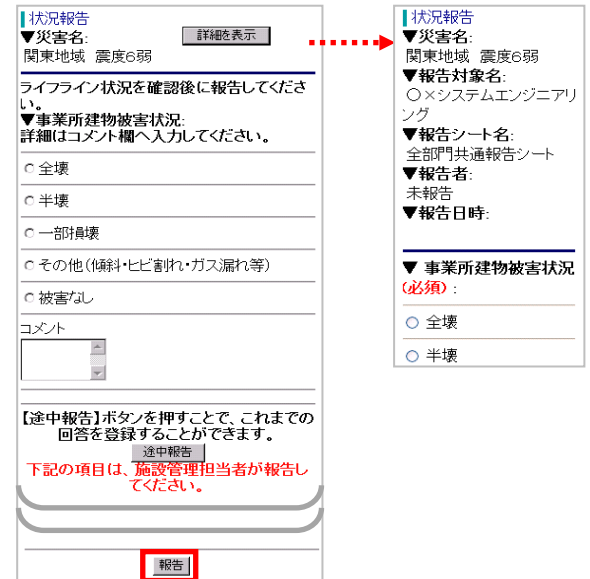 状況報告
▼災害名:
詳細を表示
関東地域 震度6弱
ライフライン状況を確認後に報告してくださ
い。
▼事業所建物被害状況:
詳細はコメント欄へ入力してください。
全壊
半壊
一部損壊
その他(傾斜・ヒビ割れ・ガス漏れ等)
被害なし
コメント
【途中報告】ボタンを押すことで、これまでの
回答を登録することができます。
途中報告
下記の項目は、施設管理担当者が報告し
てください。
報告
状況報告
▼災害名:
関東地域 震度6弱
▼報告対象名:
○×システムエンジニアリ
ング
▼報告シート名:
全部門共通報告シート
▼報告者:
未報告
▼報告日時:
▼ 事業所建物被害状況
(必須) :
全壊
半壊